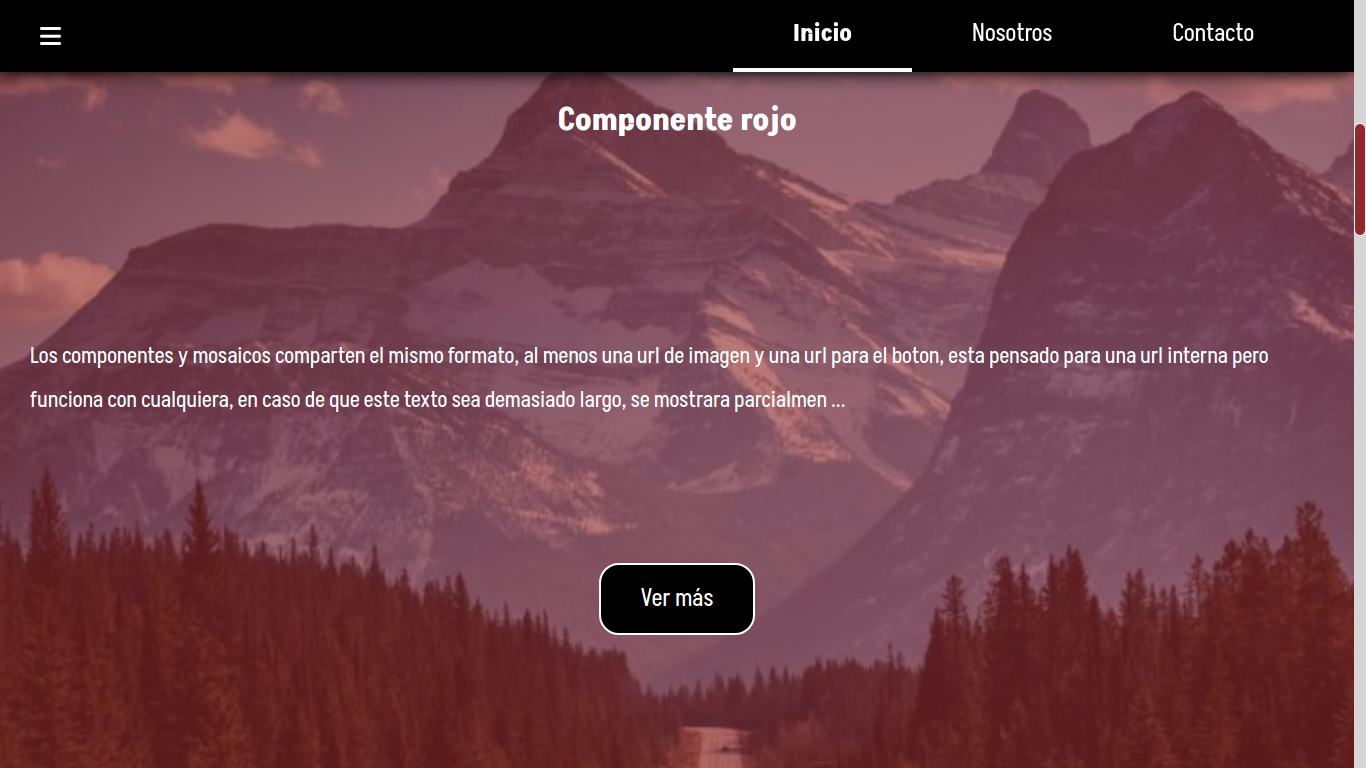 Inicio
Nosotros
Contacto
Componente rojo
Los componentes y mosaicos comparten el mismo formato, al menos una url de imagen y una url para el boton, esta pensado para una url interna pero
funciona con cualquiera, en caso de que este texto sea demasiado largo, se mostrara parcialmen ...
Ver más